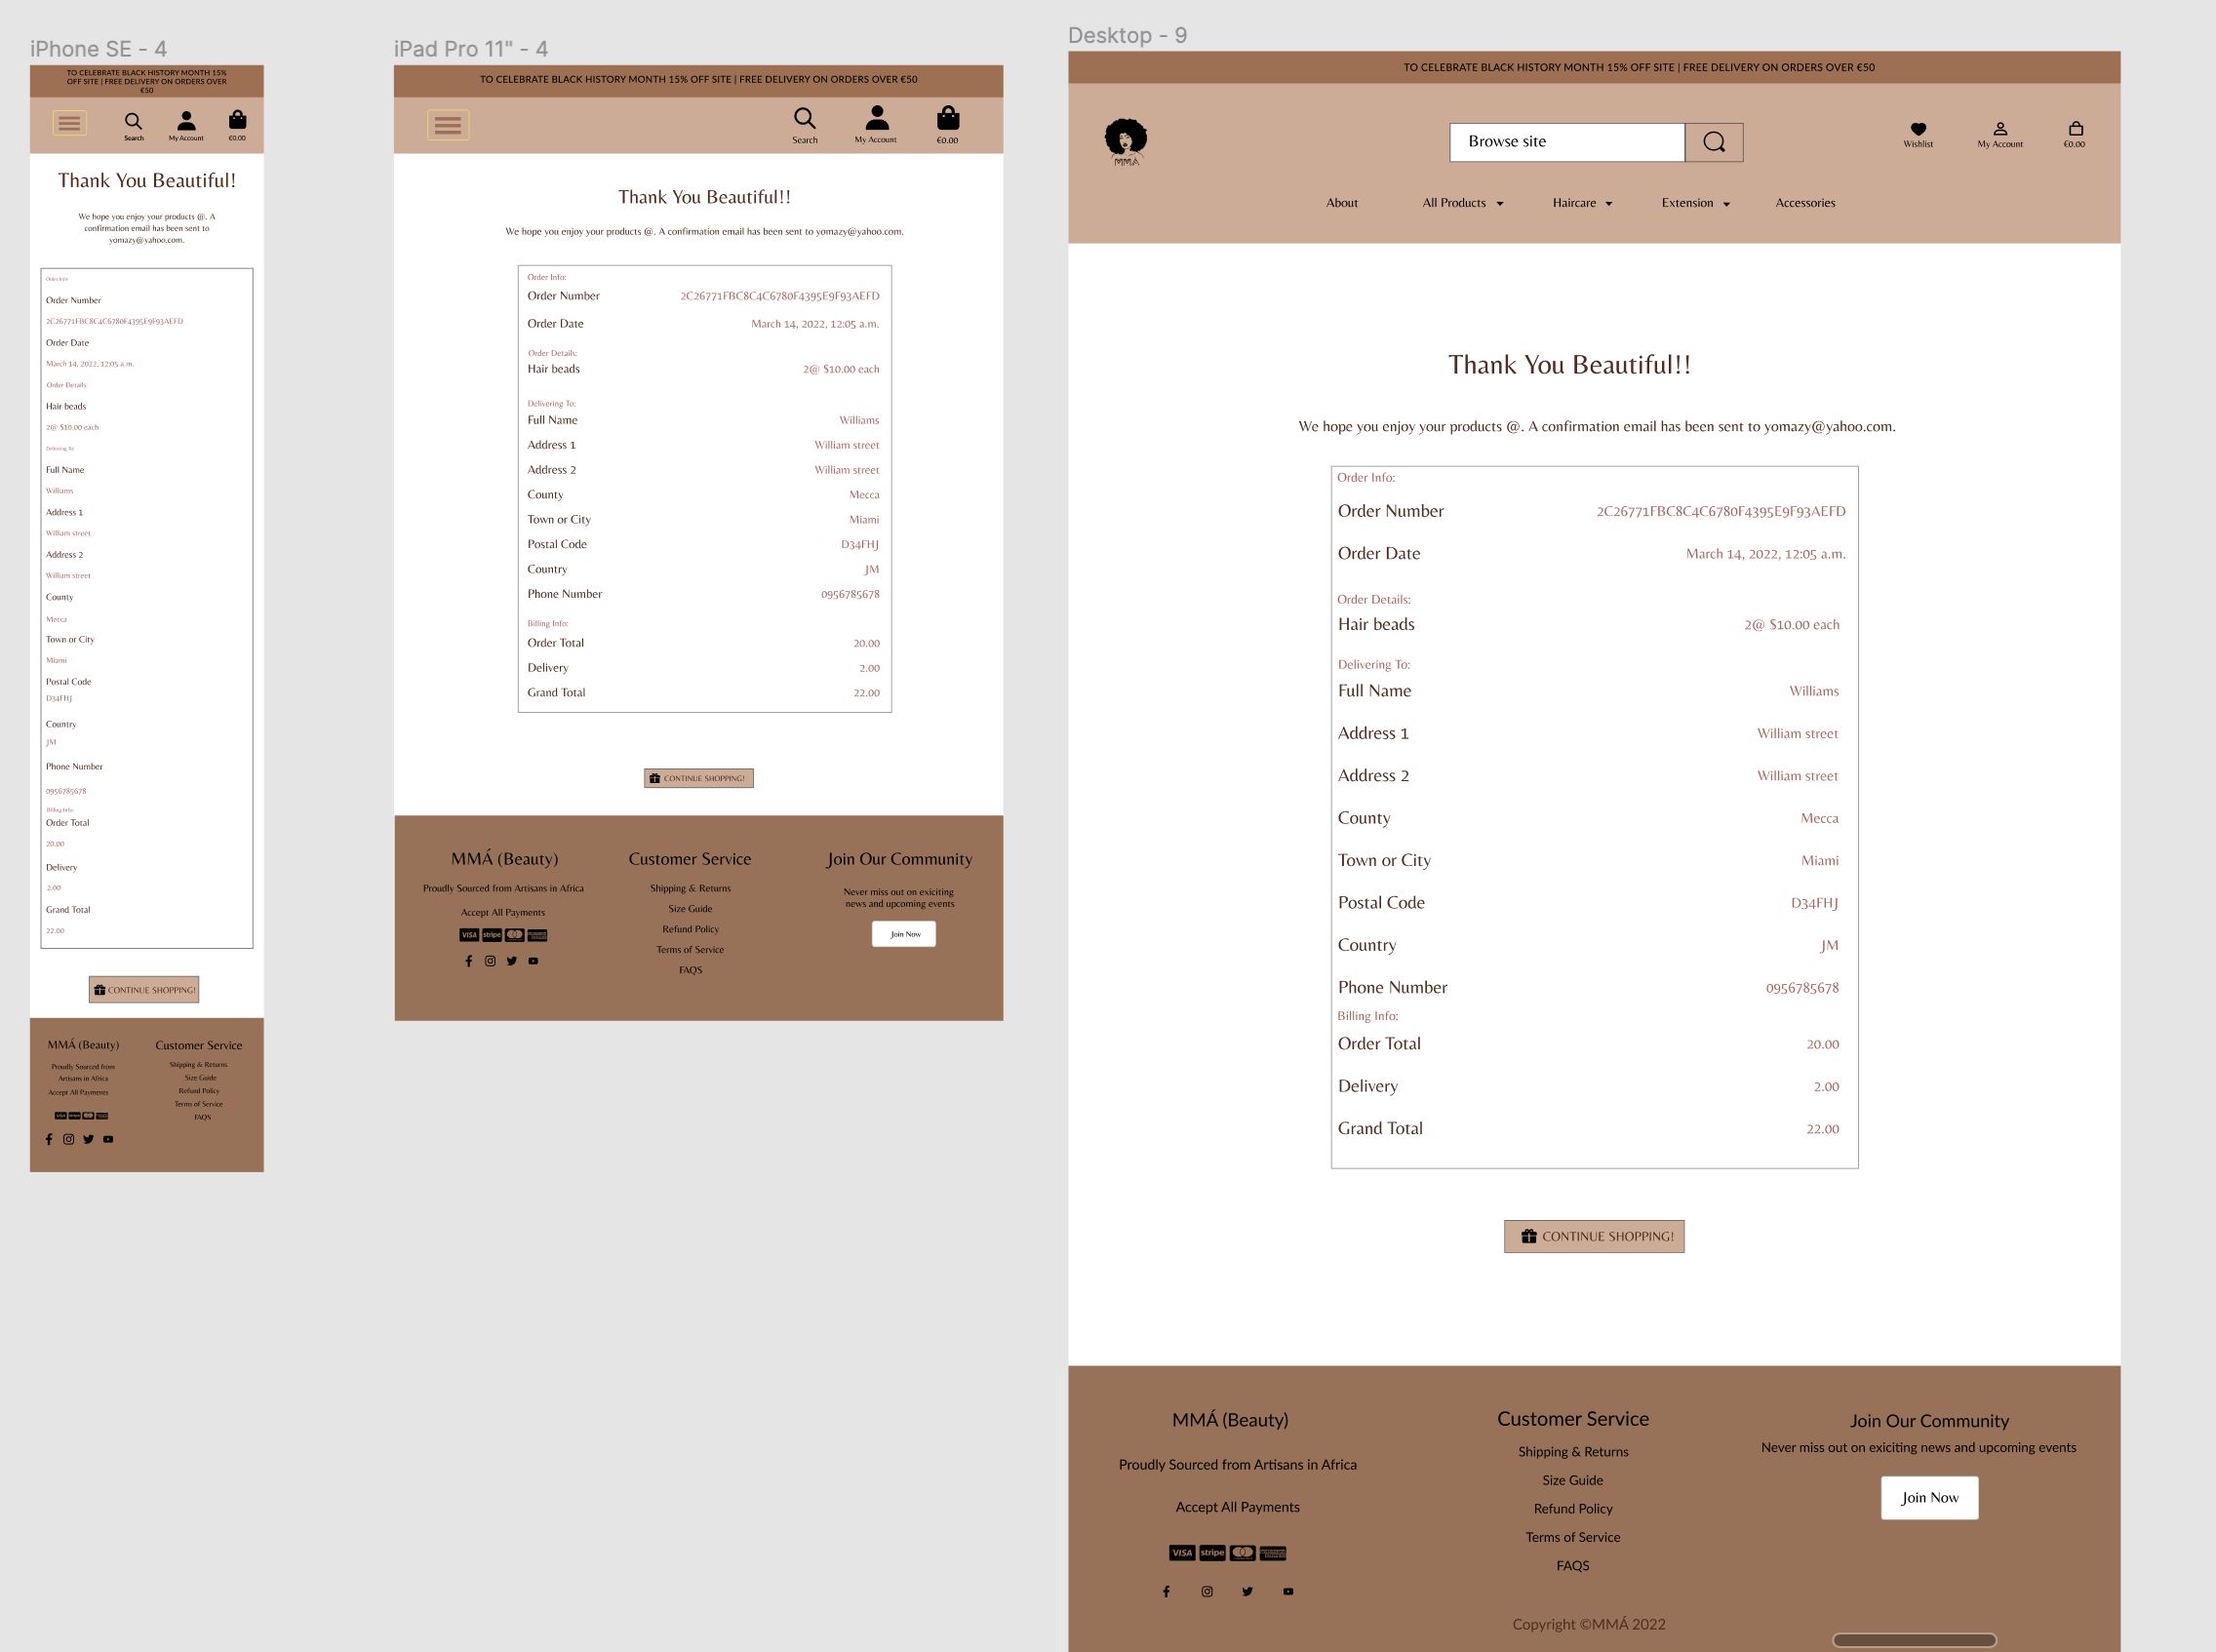 iPhone SE - 4
TO CELEBRATE BLACK HISTORY MONTH 15%
OFF SITE | FREE DELIVERY ON ORDERS OVER
€50
Search
My Account
€0.00
Thank You Beautiful!
We hope you enjoy your products @. A
confirmation email has been sent to
yomazy@yahoo.com.
Order Info:
Order Number
2C26771FBC8C4C6780F4395E9F93AEFD
Order Date
March 14, 2022, 12:05 a.m.
Order Details:
Hair beads
2@ $10.00 each
Delivering To:
Full Name
Williams
Address 1
William street
Address 2
William street
County
Mecca
Town or City
Miami
Postal Code
D34FHJ
Country
JM
Phone Number
0956785678
Billing Info:
Order Total
20.00
Delivery
2.00
Grand Total
22.00
CONTINUE SHOPPING!
MMÁ (Beauty)
Proudly Sourced from
Artisans in Africa
Accept All Payments
Customer Service
Shipping & Returns
Size Guide
Refund Policy
Terms of Service
FAQS
iPad Pro 11" - 4
TO CELEBRATE BLACK HISTORY MONTH 15% OFF SITE | FREE DELIVERY ON ORDERS OVER €50
Search
My Account
€0.00
Thank You Beautiful!!
We hope you enjoy your products @. A confirmation email has been sent to yomazy@yahoo.com.
Order Info:
Order Number 2C26771FBC8C4C6780F4395E9F93AEFD
Order Date March 14, 2022, 12:05 a.m.
Order Details:
Hair beads 2@ $10.00 each
Delivering To:
Full Name Williams
Address 1 William street
Address 2 William street
County Mecca
Town or City Miami
Postal Code D34FHJ
Country JM
Phone Number 0956785678
Billing Info:
Order Total 20.00
Delivery 2.00
Grand Total 22.00
CONTINUE SHOPPING!
MMÁ (Beauty)
Proudly Sourced from Artisans in Africa
Accept All Payments
VISA stripe
Customer Service
Shipping & Returns
Size Guide
Refund Policy
Terms of Service
FAQS
Join Our Community
Never miss out on exiciting
news and upcoming events
Join Now
Desktop - 9
TO CELEBRATE BLACK HISTORY MONTH 15% OFF SITE | FREE DELIVERY ON ORDERS OVER €50
MMÁ
Browse site
Wishlist
My Account
€0.00
About
All Products
Haircare
Extension
Accessories
Thank You Beautiful!!
We hope you enjoy your products @. A confirmation email has been sent to yomazy@yahoo.com.
Order Info:
Order Number 2C26771FBC8C4C6780F4395E9F93AEFD
Order Date March 14, 2022, 12:05 a.m.
Order Details:
Hair beads 2@ $10.00 each
Delivering To:
Full Name Williams
Address 1 William street
Address 2 William street
County Mecca
Town or City Miami
Postal Code D34FHJ
Country JM
Phone Number 0956785678
Billing Info:
Order Total 20.00
Delivery 2.00
Grand Total 22.00
CONTINUE SHOPPING!
MMÁ (Beauty)
Proudly Sourced from Artisans in Africa
Accept All Payments
VISA stripe
Customer Service
Shipping & Returns
Size Guide
Refund Policy
Terms of Service
FAQS
Join Our Community
Never miss out on exiciting news and upcoming events
Join Now
Copyright ©MMÁ 2022